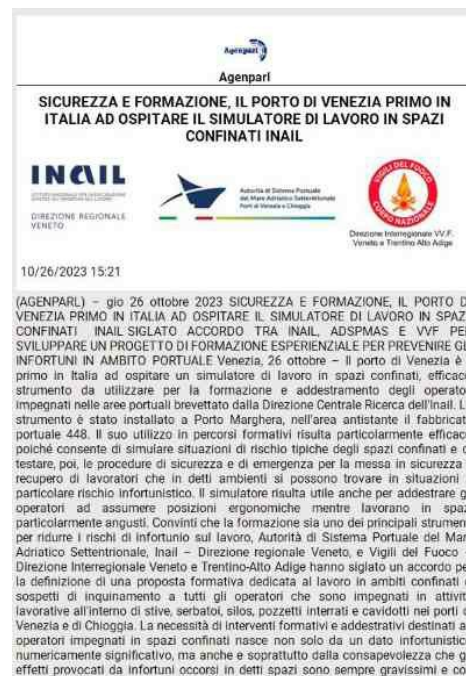 Agenparl
Agenparl
SICUREZZA E FORMAZIONE, IL PORTO DI VENEZIA PRIMO IN
ITALIA AD OSPITARE IL SIMULATORE DI LAVORO IN SPAZI
CONFINATI INAIL
INAIL
DIREZIONE REGIONALE
VENETO
Autorità di Sistema Portuale
del Mare Adriatico Settentrionale
Porti di Venezia e Chioggia
VIGILI DEL FUOCO
CORPO NAZIONALE
Direzione Interregionale VV.F.
Veneto e Trentino Alto Adige
10/26/2023 15:21
(AGENPARL) – gio 26 ottobre 2023 SICUREZZA E FORMAZIONE, IL PORTO D
VENEZIA PRIMO IN ITALIA AD OSPITARE IL SIMULATORE DI LAVORO IN SPAZ
CONFINATI INAIL SIGLATO ACCORDO TRA INAIL, ADSPMAS E VVF PE
SVILUPPARE UN PROGETTO DI FORMAZIONE ESPERIENZIALE PER PREVENIRE GL
INFORTUNI IN AMBITO PORTUALE Venezia, 26 ottobre – Il porto di Venezia è
primo in Italia ad ospitare un simulatore di lavoro in spazi confinati, efficac
strumento da utilizzare per la formazione e addestramento degli operato
impegnati nelle aree portuali brevettato dalla Direzione Centrale Ricerca dell'Inail. L
strumento è stato installato a Porto Marghera, nell'area antistante il fabbricat
portuale 448. Il suo utilizzo in percorsi formativi risulta particolarmente efficac
poiché consente di simulare situazioni di rischio tipiche degli spazi confinati e d
testare, poi, le procedure di sicurezza e di emergenza per la messa in sicurezza
recupero di lavoratori che in detti ambienti si possono trovare in situazioni
particolare rischio infortunistico. Il simulatore risulta utile anche per addestrare g
operatori ad assumere posizioni ergonomiche mentre lavorano in spaz
particolarmente angusti. Convinti che la formazione sia uno dei principali strument
per ridurre i rischi di infortunio sul lavoro, Autorità di Sistema Portuale del Mar
Adriatico Settentrionale, Inail – Direzione regionale Veneto, e Vigili del Fuoco
Direzione Interregionale Veneto e Trentino-Alto Adige hanno siglato un accordo pe
la definizione di una proposta formativa dedicata al lavoro in ambiti confinati
sospetti di inquinamento a tutti gli operatori che sono impegnati in attivit
lavorative all'interno di stive, serbatoi, silos, pozzetti interrati e cavidotti nei porti d
Venezia e di Chioggia. La necessità di interventi formativi e addestrativi destinati a
operatori impegnati in spazi confinati nasce non solo da un dato infortunistic
numericamente significativo, ma anche e soprattutto dalla consapevolezza che g
effetti provocati da infortuni occorsi in detti spazi sono sempre gravissimi e co